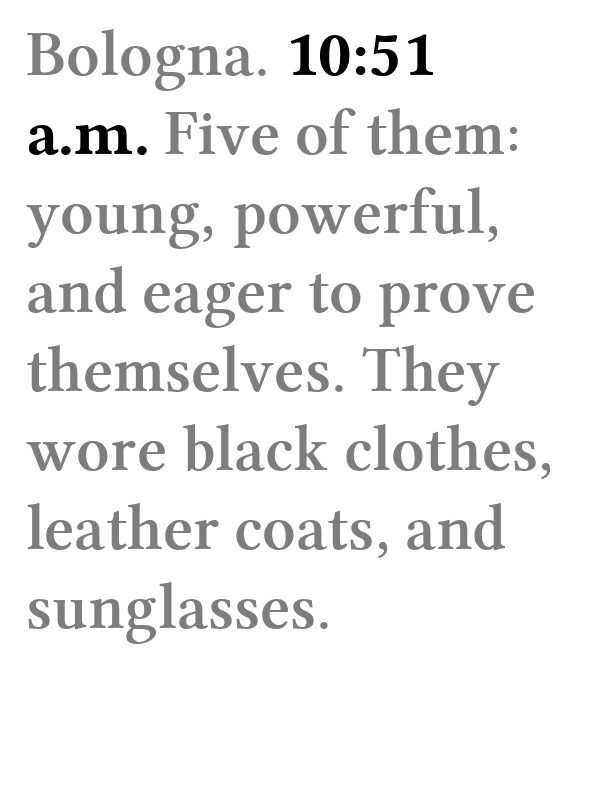 Bologna. 10:51
a.m. Five of them:
young, powerful,
and eager to prove
themselves. They
wore black clothes,
leather coats, and
sunglasses.